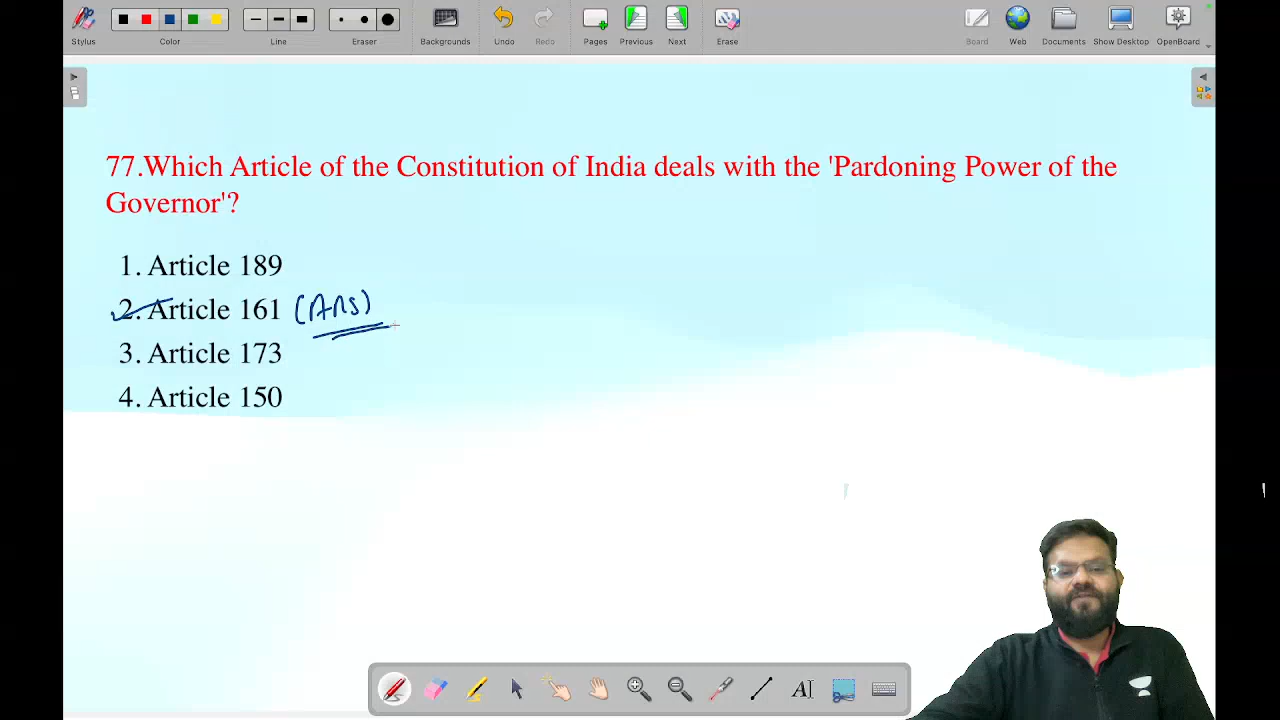 Stylus
Color
Line
Eraser
Backgrounds
Undo
Redo
Pages
Previous
Next
Erase
Board
Web
Documents
Show Desktop
OpenBoard
77.Which Article of the Constitution of India deals with the 'Pardoning Power of the
Governor'?
1. Article 189
2. Article 161 (Ans)
3. Article 173
4. Article 150